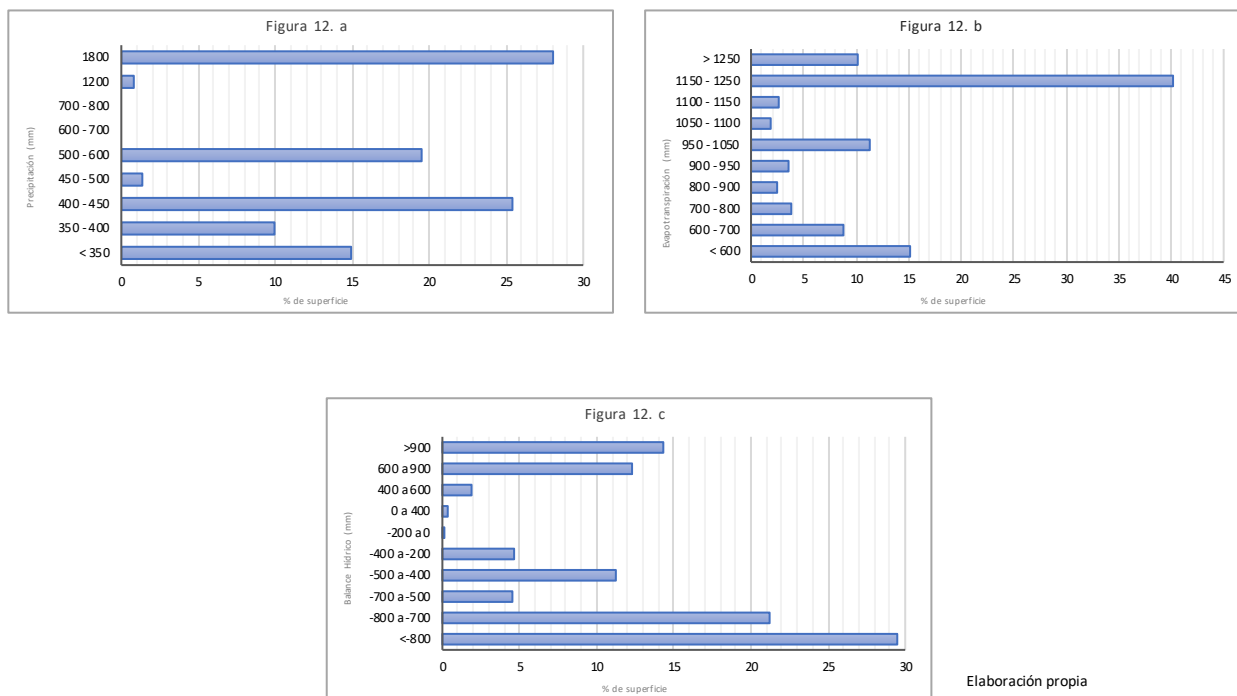 Figura 12. a
Precipitación (mm)
1800
1200
700 - 800
600 - 700
500 - 600
450 - 500
400 - 450
350 - 400
< 350
0 5 10 15 20 25 30
% de superficie
Figura 12. b
Evapotranspiración (mm)
> 1250
1150 - 1250
1100 - 1150
1050 - 1100
950 - 1050
900 - 950
800 - 900
700 - 800
600 - 700
< 600
0 5 10 15 20 25 30 35 40 45
% de superficie
Figura 12. c
Balance Hídrico (mm)
>900
600 a 900
400 a 600
0 a 400
-200 a 0
-400 a -200
-500 a -400
-700 a -500
-800 a -700
<-800
0 5 10 15 20 25 30
% de superficie
Elaboración propia